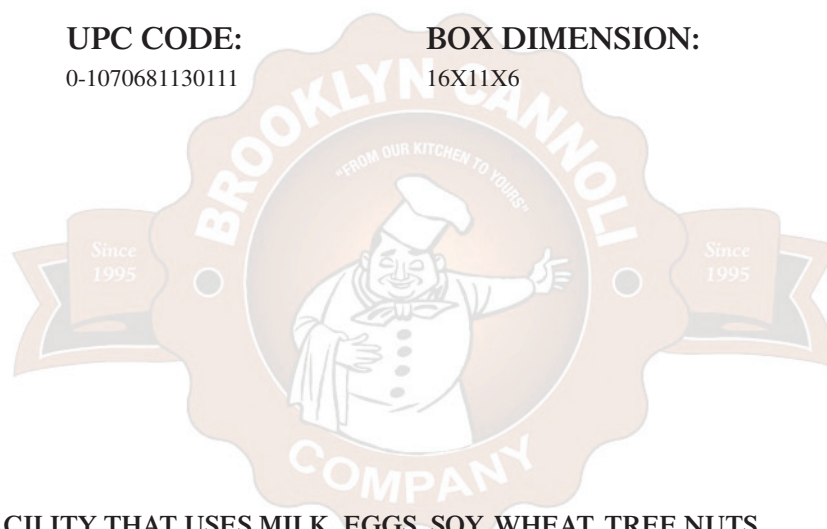 UPC CODE: BOX DIMENSION:
0-1070681130111 16X11X6
BROOKLYN CANNOLI
"FROM OUR KITCHEN TO YOURS"
Since Since
1995 1995
COMPANY
CILITY THAT USES MILK, EGGS, SOY, WHEAT, TREE NUTS